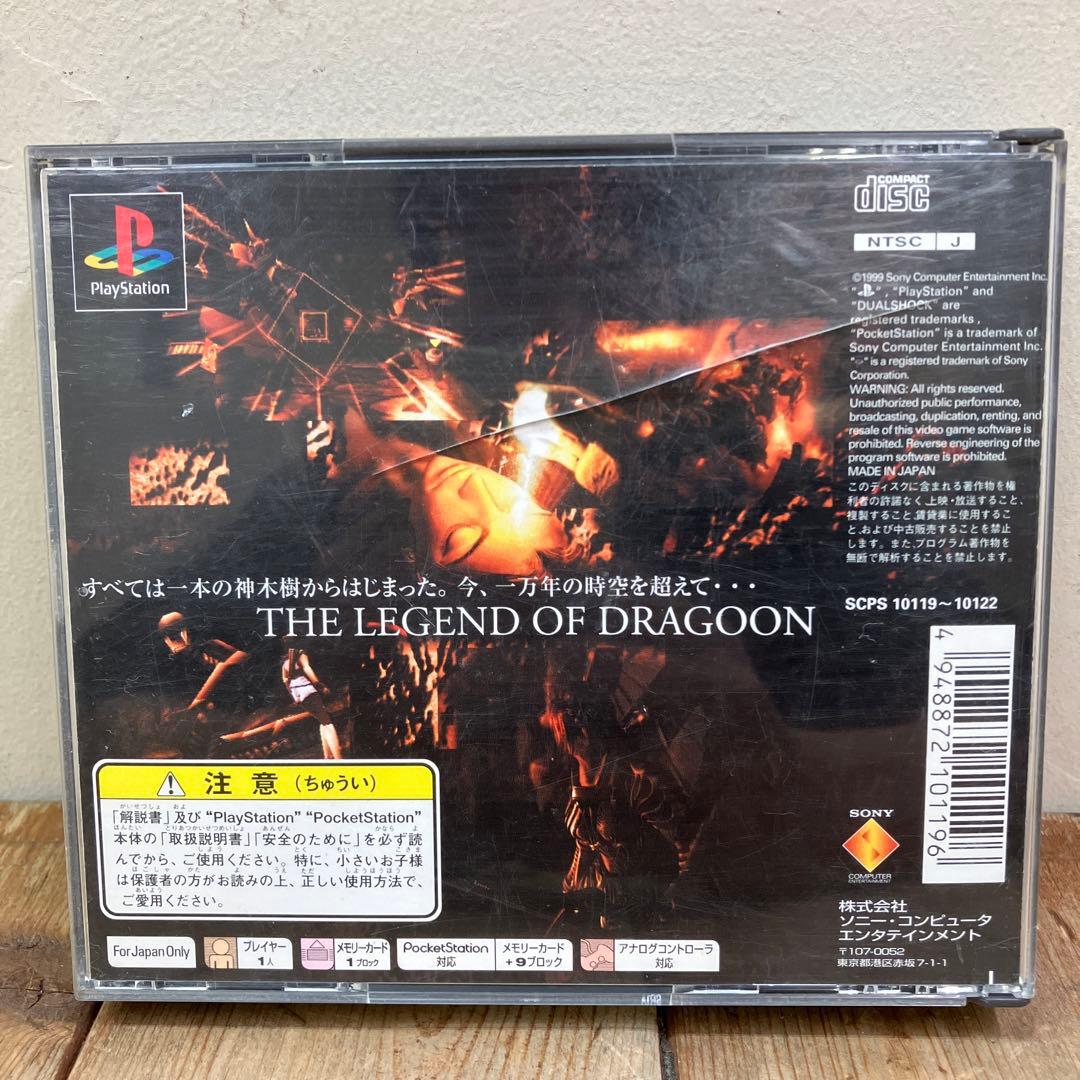 PlayStation
COMPACT
disc
NTSC J
©1999 Sony Computer Entertainment Inc.
" ", "PlayStation" and
"DUALSHOCK" are
registered trademarks ,
"PocketStation" is a trademark of
Sony Computer Entertainment Inc.
" " is a registered trademark of Sony
Corporation.
WARNING: All rights reserved.
Unauthorized public performance,
broadcasting, duplication, renting, and
resale of this video game software is
prohibited. Reverse engineering of the
program software is prohibited.
MADE IN JAPAN
このディスクに含まれる著作物を権
利者の許諾なく、上映・放送すること、
複製すること、賃貸業に使用するこ
と、および中古販売することを禁止
します。また、プログラム著作物を
無断で解析することを禁止します。
すべては一本の神木樹からはじまった。今、一万年の時空を超えて・・・
THE LEGEND OF DRAGOON
SCPS 10119～10122
4 948872 101196
注意（ちゅうい）
「解説書」及び“PlayStation”“PocketStation”
本体の「取扱説明書」「安全のために」を必ず読
んでから、ご使用ください。特に、小さいお子様
は保護者の方がお読みの上、正しい使用方法で、
ご愛用ください。
SONY
COMPUTER
ENTERTAINMENT
株式会社
ソニー・コンピュータ
エンタテインメント
〒107-0052
東京都港区赤坂7-1-1
For Japan Only
プレイヤー
1人
メモリーカード
1ブロック
PocketStation
対応
メモリーカード
+9ブロック
アナログコントローラ
対応